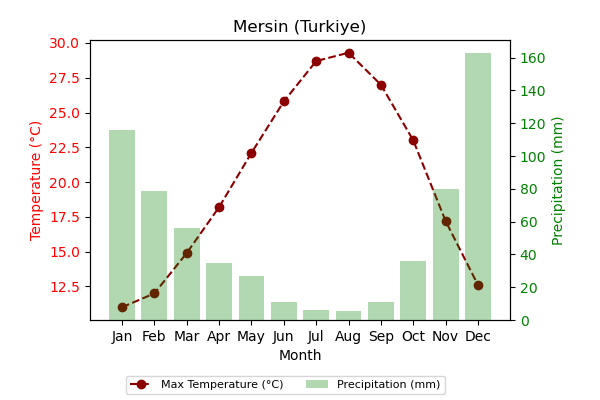 Mersin (Turkiye)
30.0
27.5
25.0
22.5
20.0
17.5
15.0
12.5
Temperature (°C)
160
140
120
100
80
60
40
20
0
Precipitation (mm)
Jan Feb Mar Apr May Jun Jul Aug Sep Oct Nov Dec
Month
Max Temperature (°C) Precipitation (mm)